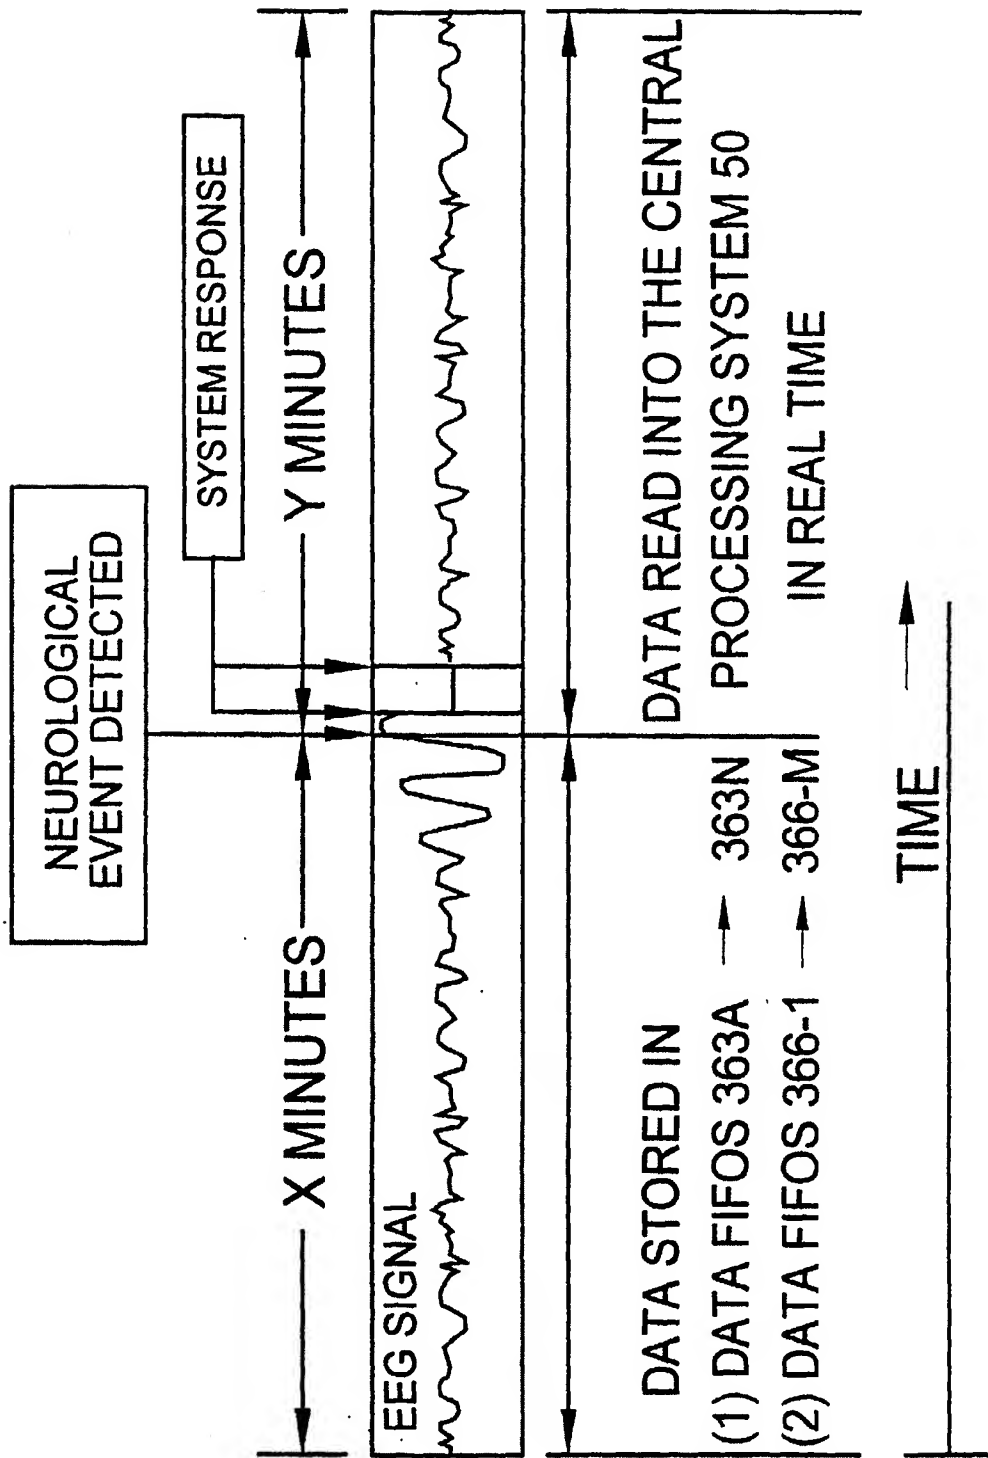 NEUROLOGICAL
EVENT DETECTED
SYSTEM RESPONSE
X MINUTES
Y MINUTES
EEG SIGNAL
DATA STORED IN
(1) DATA FIFOS 363A → 363N
(2) DATA FIFOS 366-1 → 366-M
DATA READ INTO THE CENTRAL
PROCESSING SYSTEM 50
IN REAL TIME
TIME →